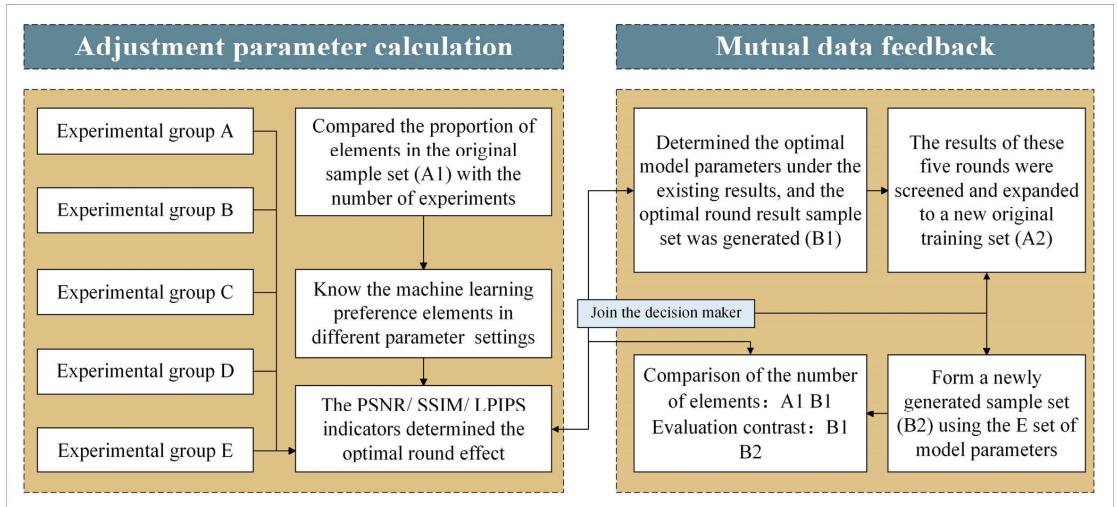 Adjustment parameter calculation
Experimental group A
Experimental group B
Experimental group C
Experimental group D
Experimental group E
Compared the proportion of
elements in the original
sample set (A1) with the
number of experiments
Know the machine learning
preference elements in
different parameter settings
The PSNR/ SSIM/ LPIPS
indicators determined the
optimal round effect
Mutual data feedback
Determined the optimal
model parameters under the
existing results, and the
optimal round result sample
set was generated (B1)
The results of these
five rounds were
screened and expanded
to a new original
training set (A2)
Join the decision maker
Comparison of the number
of elements：A1 B1
Evaluation contrast：B1
B2
Form a newly
generated sample set
(B2) using the E set of
model parameters